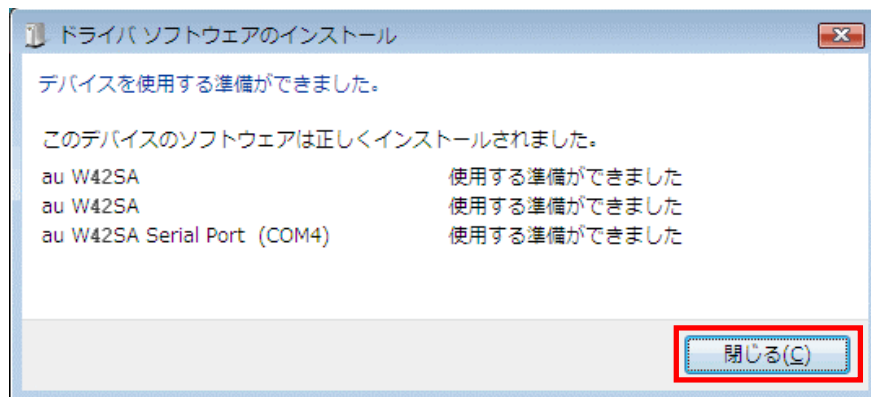 ドライバ ソフトウェアのインストール
デバイスを使用する準備ができました。
このデバイスのソフトウェアは正しくインストールされました。
au W42SA 使用する準備ができました
au W42SA 使用する準備ができました
au W42SA Serial Port (COM4) 使用する準備ができました
閉じる(C)